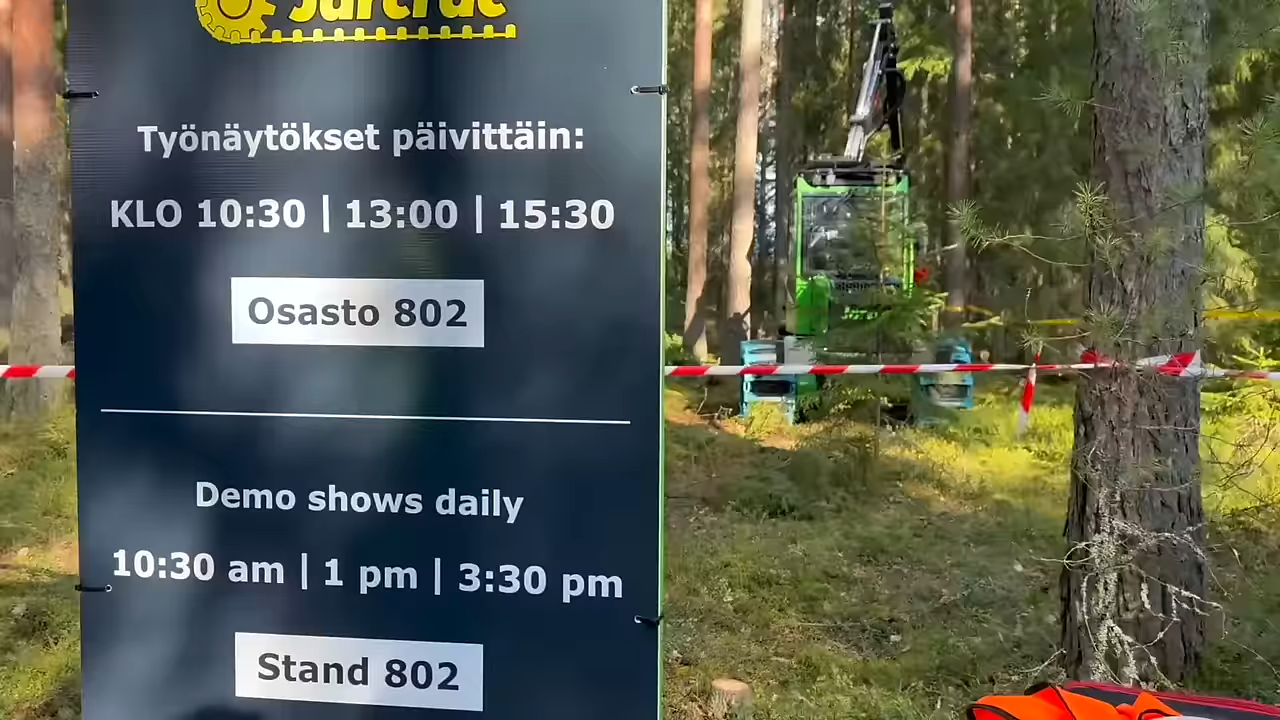 Työnäytökset päivittäin:
KLO 10:30 | 13:00 | 15:30
Osasto 802
Demo shows daily
10:30 am | 1 pm | 3:30 pm
Stand 802